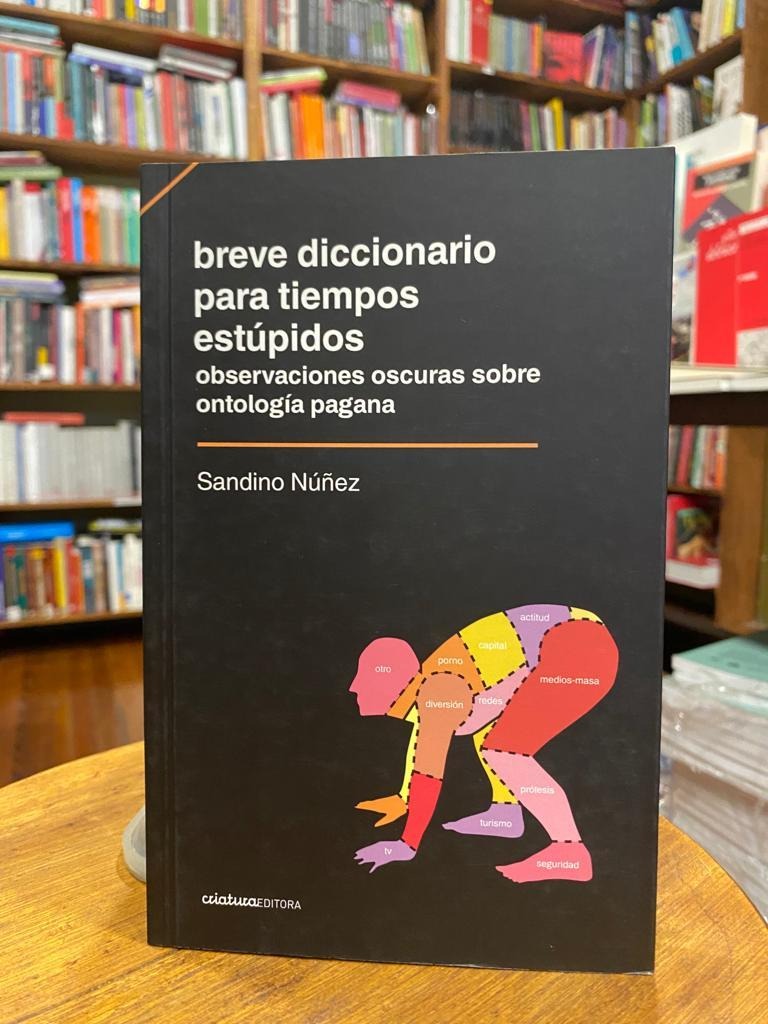 breve diccionario
para tiempos
estúpidos
observaciones oscuras sobre
ontología pagana
Sandino Núñez
actitud
capital
porno
otro
medios-masa
redes
diversión
prótesis
turismo
tv
seguridad
criaturaEDITORA